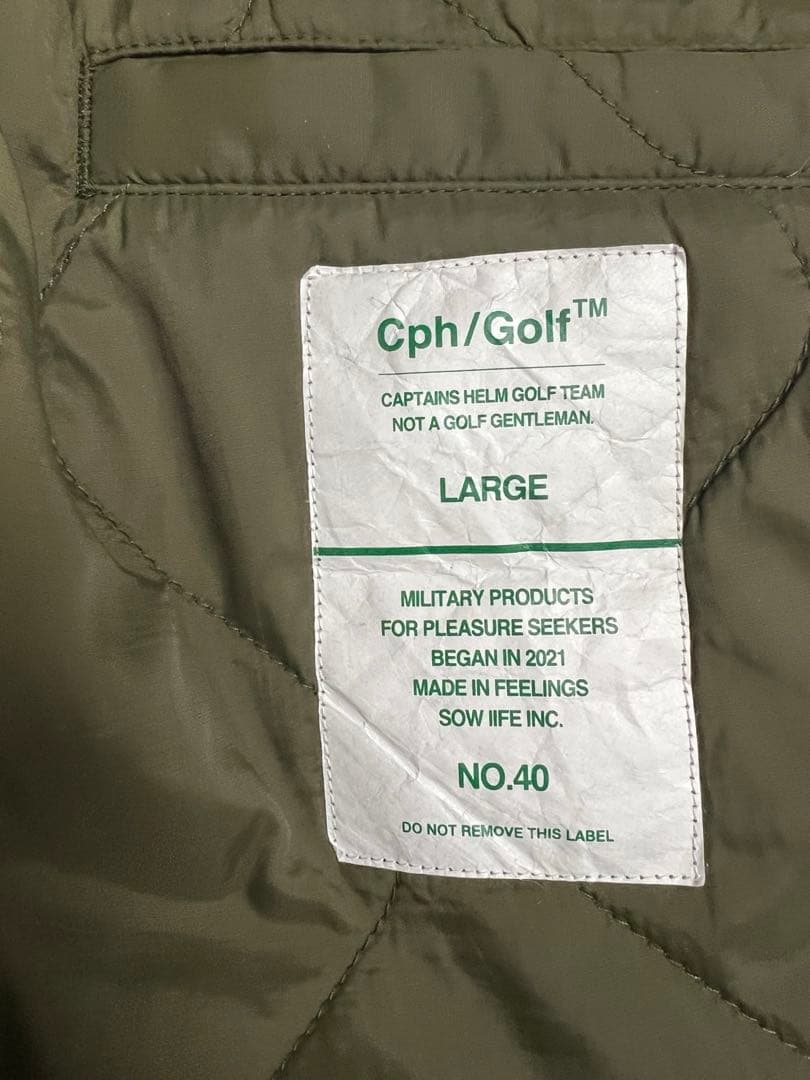 Cph/Golf™
CAPTAINS HELM GOLF TEAM
NOT A GOLF GENTLEMAN.
LARGE
MILITARY PRODUCTS
FOR PLEASURE SEEKERS
BEGAN IN 2021
MADE IN FEELINGS
SOW IIFE INC.
NO.40
DO NOT REMOVE THIS LABEL